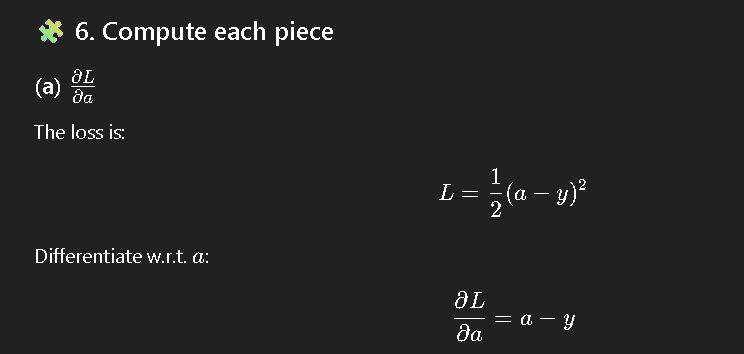 🧩 6. Compute each piece
(a) ∂L/∂a
The loss is:
L = 1/2(a − y)²
Differentiate w.r.t. a:
∂L/∂a = a − y